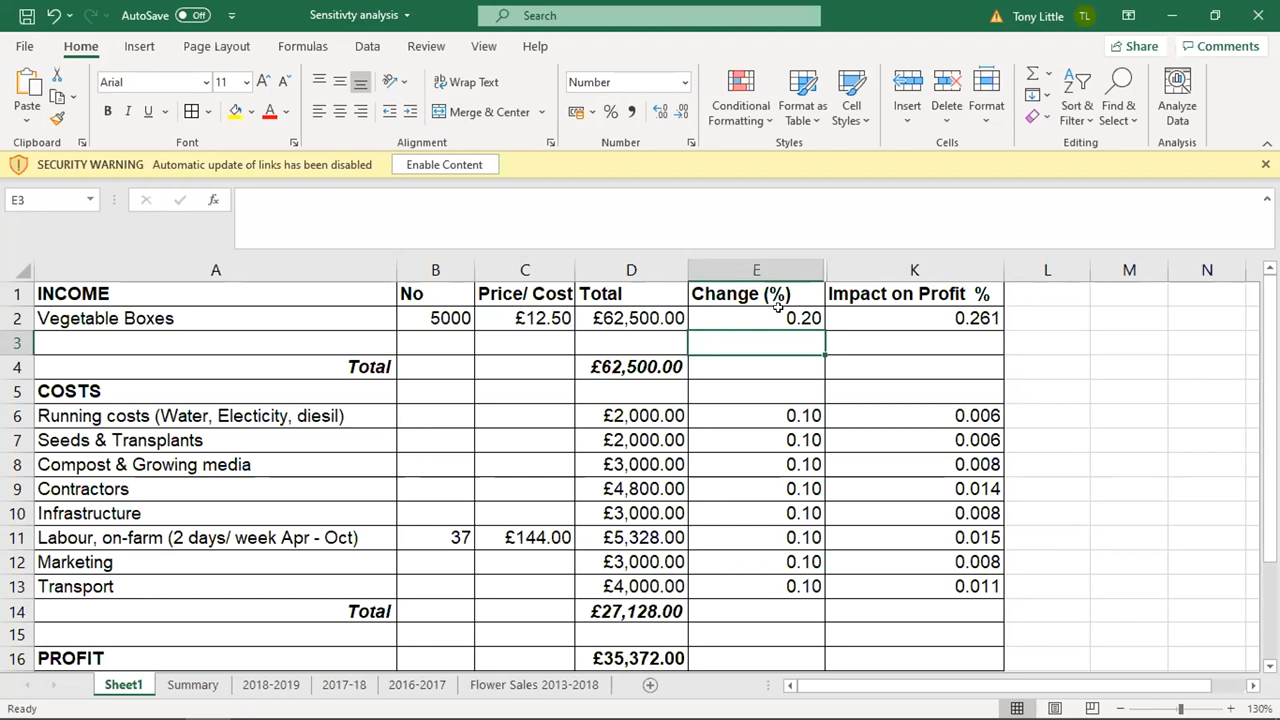 AutoSave Off Sensitivty analysis Search Tony Little TL
File Home Insert Page Layout Formulas Data Review View Help Share Comments
Paste Arial 11 Wrap Text Number Conditional Formatting Format as Table Cell Styles Insert Delete Format Sort & Filter Find & Select Analyze Data
B I U A Merge & Center %
Clipboard Font Alignment Number Styles Cells Editing Analysis
SECURITY WARNING Automatic update of links has been disabled Enable Content
E3 fx
A B C D E K L M N
1 INCOME No Price/ Cost Total Change (%) Impact on Profit %
2 Vegetable Boxes 5000 £12.50 £62,500.00 0.20 0.261
3
4 Total £62,500.00
5 COSTS
6 Running costs (Water, Electicity, diesil) £2,000.00 0.10 0.006
7 Seeds & Transplants £2,000.00 0.10 0.006
8 Compost & Growing media £3,000.00 0.10 0.008
9 Contractors £4,800.00 0.10 0.014
10 Infrastructure £3,000.00 0.10 0.008
11 Labour, on-farm (2 days/ week Apr - Oct) 37 £144.00 £5,328.00 0.10 0.015
12 Marketing £3,000.00 0.10 0.008
13 Transport £4,000.00 0.10 0.011
14 Total £27,128.00
15
16 PROFIT £35,372.00
Sheet1 Summary 2018-2019 2017-18 2016-2017 Flower Sales 2013-2018
Ready 130%